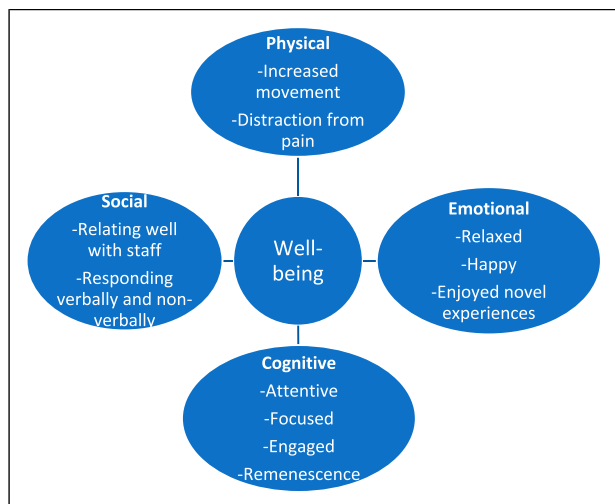 Physical
-Increased
movement
-Distraction from
pain
Social
-Relating well
with staff
-Responding
verbally and non-
verbally
Well-
being
Emotional
-Relaxed
-Happy
-Enjoyed novel
experiences
Cognitive
-Attentive
-Focused
-Engaged
-Remenescence